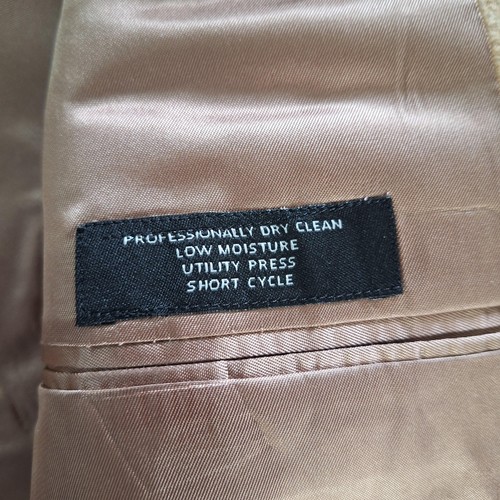 PROFESSIONALLY DRY CLEAN
LOW MOISTURE
UTILITY PRESS
SHORT CYCLE